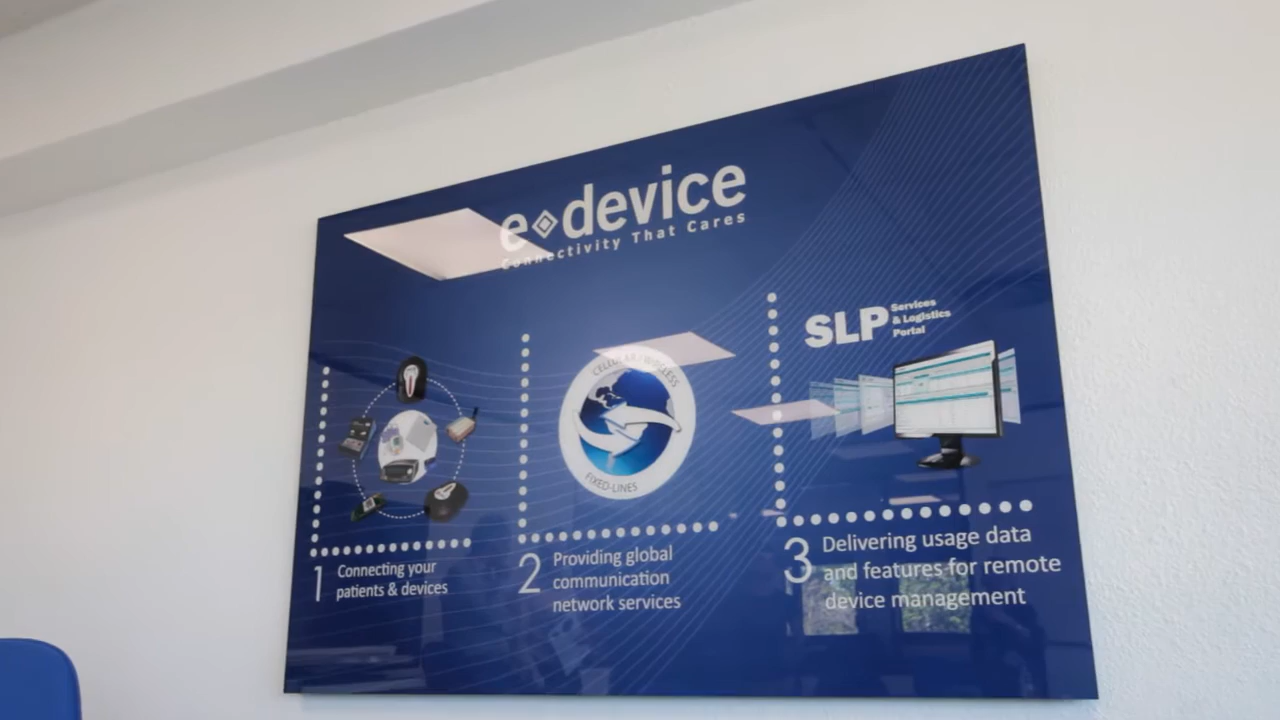 e device
Connectivity That Cares
SLP Services
& Logistics
Portal
CELLULAR / WIRELESS
FIXED-LINES
1 Connecting your
patients & devices
2 Providing global
communication
network services
3 Delivering usage data
and features for remote
device management